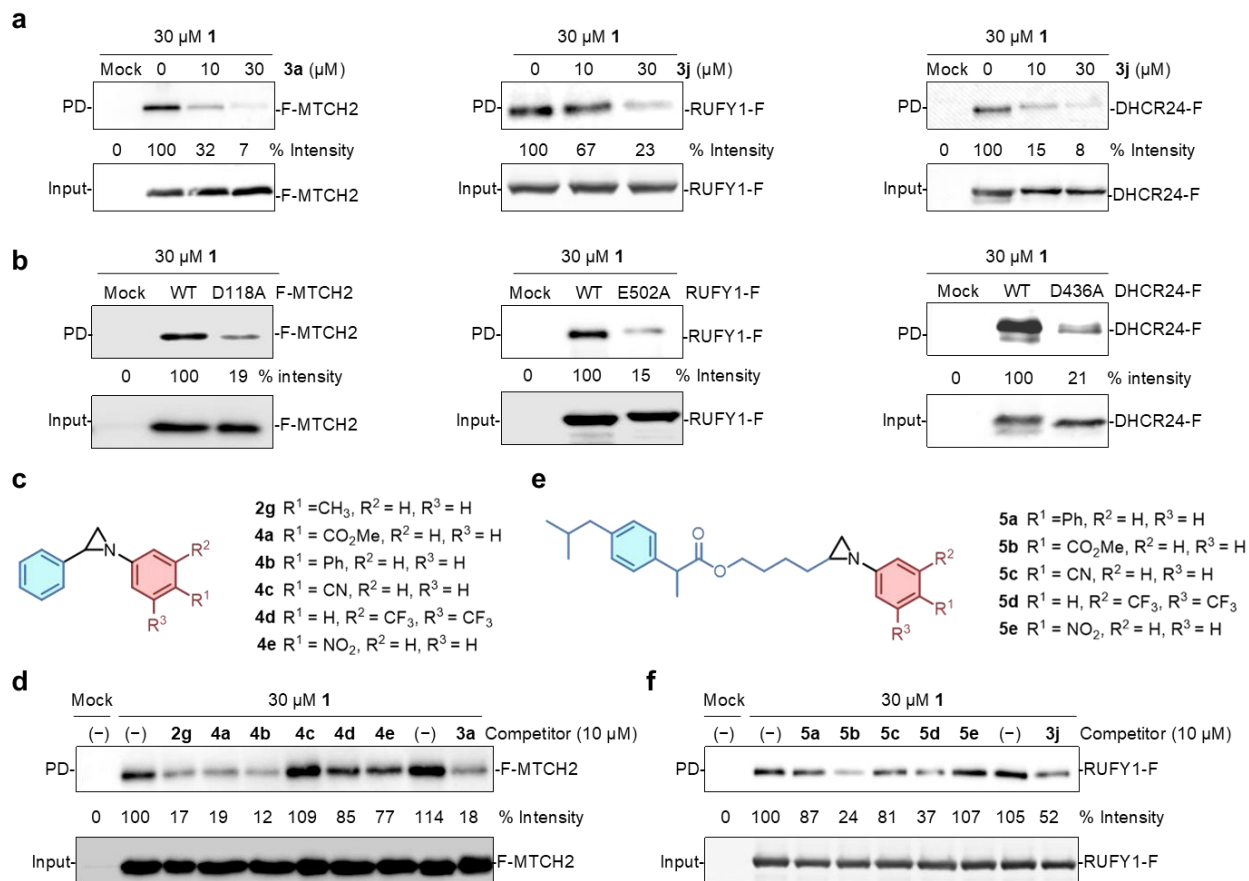 a
30 µM 1
Mock 0 10 30 3a (µM)
PD- -F-MTCH2
0 100 32 7 % Intensity
Input- -F-MTCH2
30 µM 1
0 10 30 3j (µM)
PD- -RUFY1-F
100 67 23 % Intensity
Input- -RUFY1-F
30 µM 1
Mock 0 10 30 3j (µM)
PD- -DHCR24-F
0 100 15 8 % Intensity
Input- -DHCR24-F
b
30 µM 1
Mock WT D118A F-MTCH2
PD- -F-MTCH2
0 100 19 % intensity
Input- -F-MTCH2
30 µM 1
Mock WT E502A RUFY1-F
PD- -RUFY1-F
0 100 15 % Intensity
Input- -RUFY1-F
30 µM 1
Mock WT D436A DHCR24-F
PD- -DHCR24-F
0 100 21 % intensity
Input- -DHCR24-F
c
N
R²
R¹
R³
2g R¹ =CH₃, R² = H, R³ = H
4a R¹ = CO₂Me, R² = H, R³ = H
4b R¹ = Ph, R² = H, R³ = H
4c R¹ = CN, R² = H, R³ = H
4d R¹ = H, R² = CF₃, R³ = CF₃
4e R¹ = NO₂, R² = H, R³ = H
e
O
O
N
R²
R¹
R³
5a R¹ =Ph, R² = H, R³ = H
5b R¹ = CO₂Me, R² = H, R³ = H
5c R¹ = CN, R² = H, R³ = H
5d R¹ = H, R² = CF₃, R³ = CF₃
5e R¹ = NO₂, R² = H, R³ = H
d
Mock 30 µM 1
(−) (−) 2g 4a 4b 4c 4d 4e (−) 3a Competitor (10 µM)
PD- -F-MTCH2
0 100 17 19 12 109 85 77 114 18 % Intensity
Input- -F-MTCH2
f
Mock 30 µM 1
(−) (−) 5a 5b 5c 5d 5e (−) 3j Competitor (10 µM)
PD- -RUFY1-F
0 100 87 24 81 37 107 105 52 % Intensity
Input- -RUFY1-F